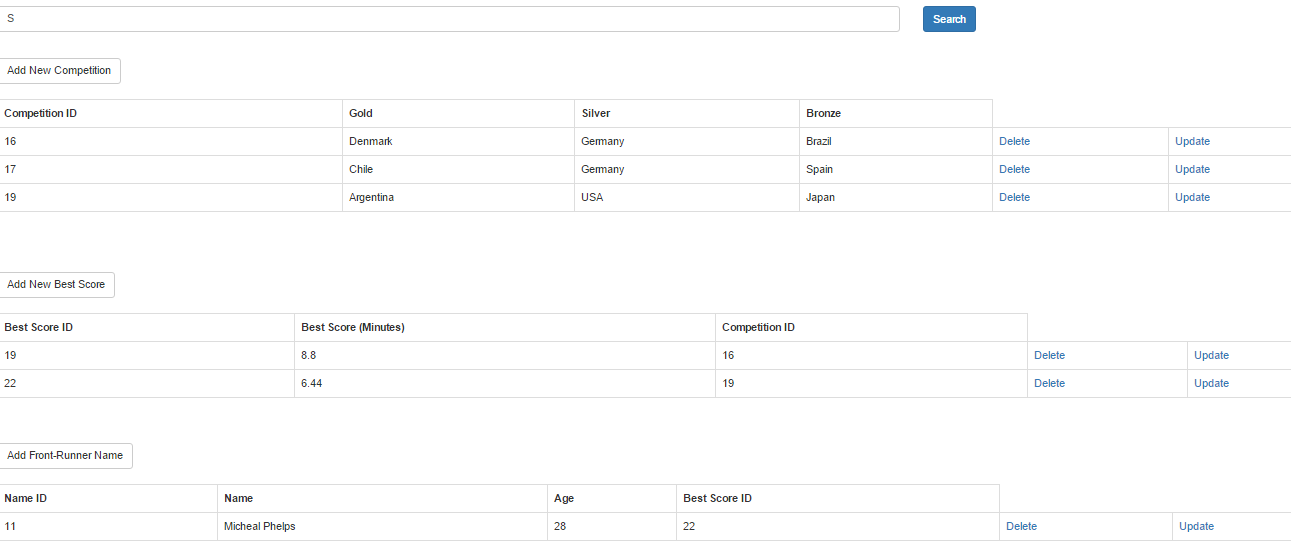 S Search
Add New Competition
Competition ID Gold Silver Bronze
16 Denmark Germany Brazil Delete Update
17 Chile Germany Spain Delete Update
19 Argentina USA Japan Delete Update
Add New Best Score
Best Score ID Best Score (Minutes) Competition ID
19 8.8 16 Delete Update
22 6.44 19 Delete Update
Add Front-Runner Name
Name ID Name Age Best Score ID
11 Micheal Phelps 28 22 Delete Update